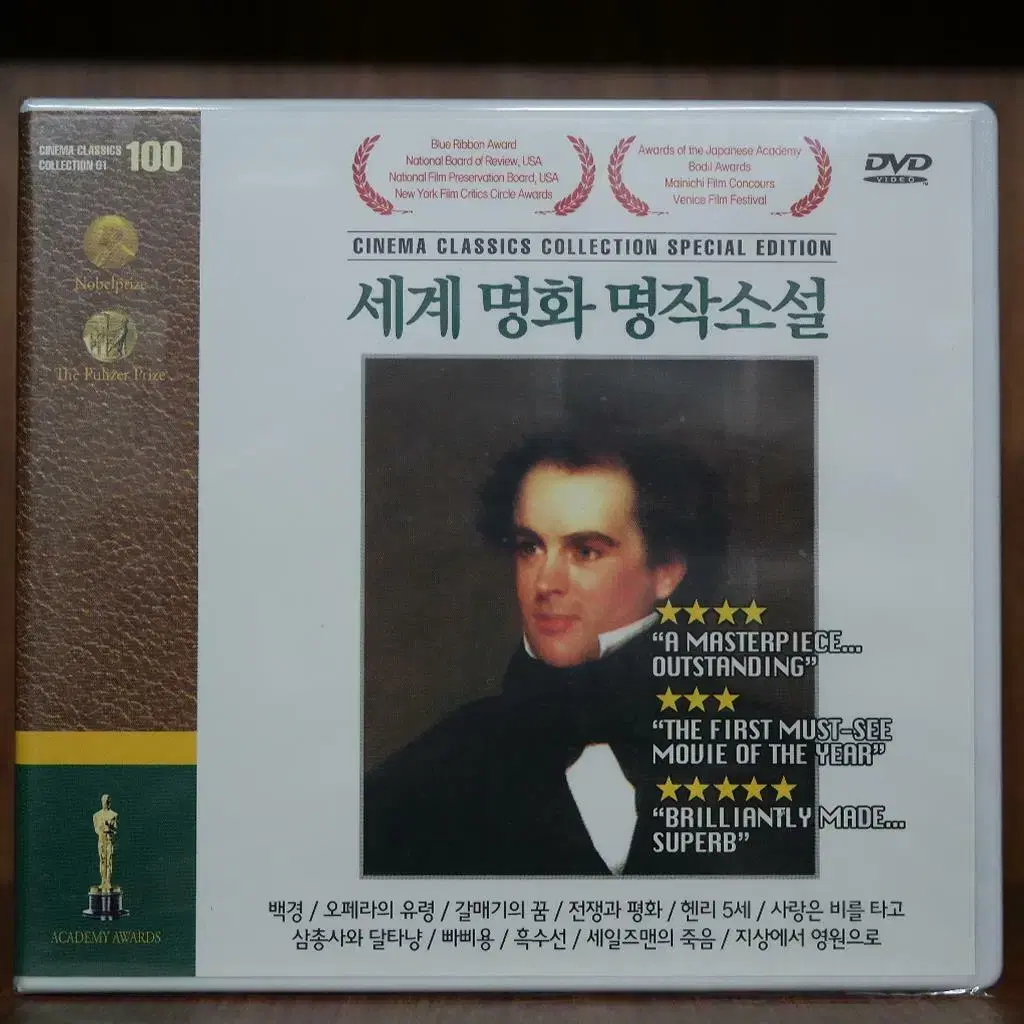 CINEMA CLASSICS
COLLECTION 01
100
Nobelprize
The Pulizer Prize
ACADEMY AWARDS
Blue Ribbon Award
National Board of Review, USA
National Film Preservation Board, USA
New York Film Critics Circle Awards
Awards of the Japanese Academy
Bodil Awards
Mainichi Film Concours
Venice Film Festival
DVD
VIDEO
CINEMA CLASSICS COLLECTION SPECIAL EDITION
세계 명화 명작소설
“A MASTERPIECE...
OUTSTANDING”
“THE FIRST MUST-SEE
MOVIE OF THE YEAR”
“BRILLIANTLY MADE...
SUPERB”
백경 / 오페라의 유령 / 갈매기의 꿈 / 전쟁과 평화 / 헨리 5세 / 사랑은 비를 타고
삼총사와 달타냥 / 빠삐용 / 흑수선 / 세일즈맨의 죽음 / 지상에서 영원으로